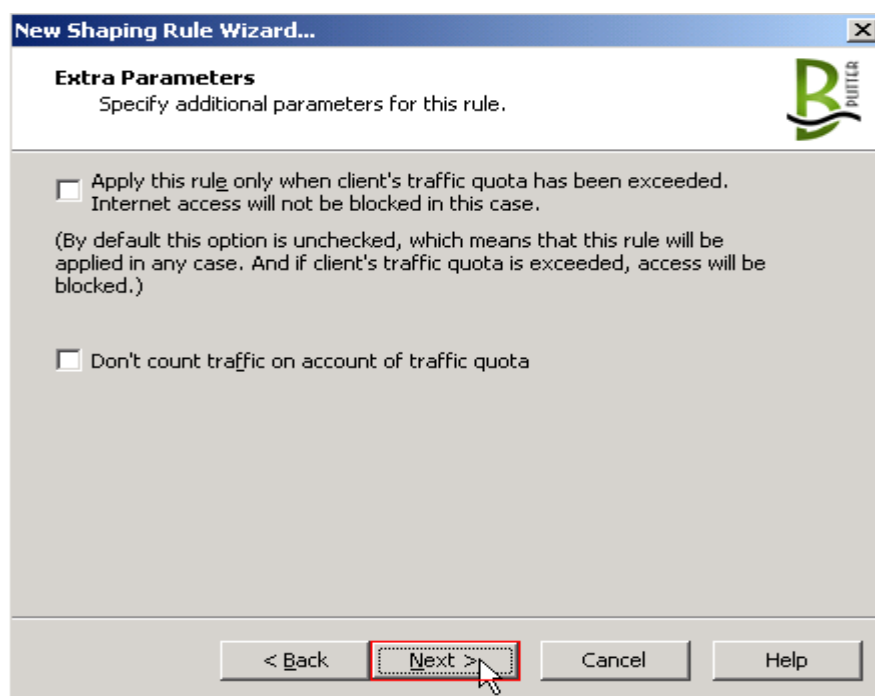 New Shaping Rule Wizard...
Extra Parameters
Specify additional parameters for this rule.
B
PLITTER
Apply this rule only when client's traffic quota has been exceeded.
Internet access will not be blocked in this case.
(By default this option is unchecked, which means that this rule will be
applied in any case. And if client's traffic quota is exceeded, access will be
blocked.)
Don't count traffic on account of traffic quota
< Back
Next >
Cancel
Help